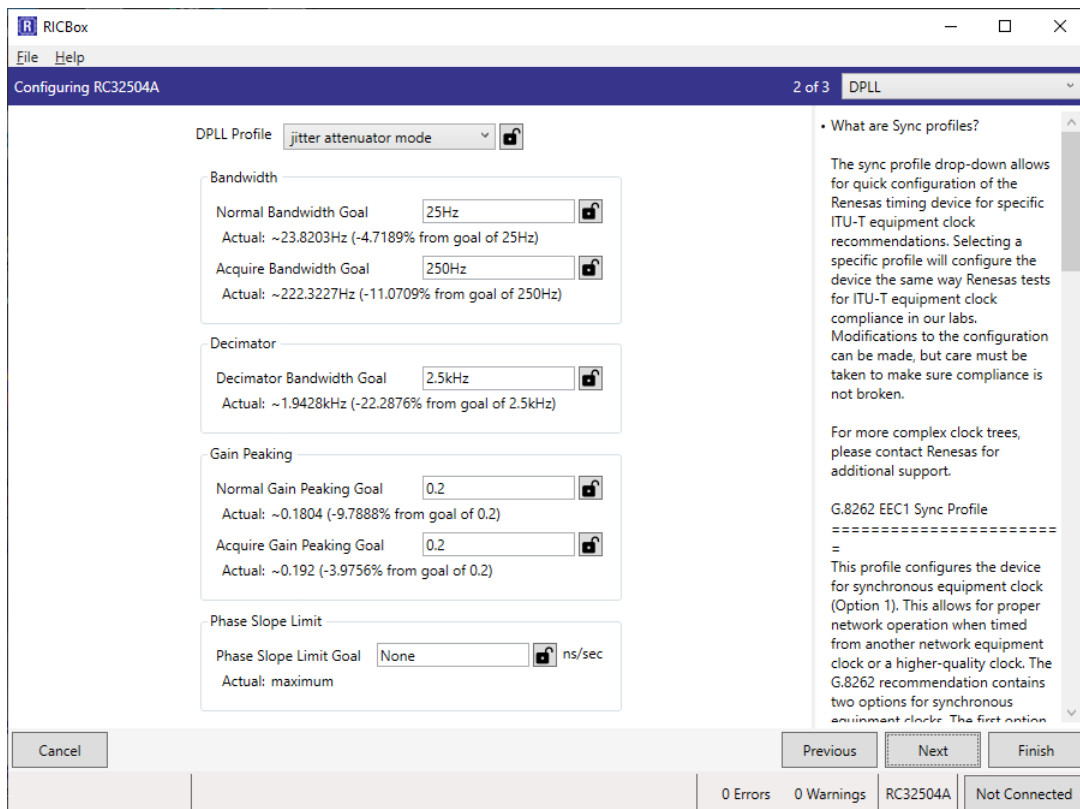 RICBox
File Help
Configuring RC32504A
2 of 3
DPLL
DPLL Profile
jitter attenuator mode
Bandwidth
Normal Bandwidth Goal
25Hz
Actual: ~23.8203Hz (-4.7189% from goal of 25Hz)
Acquire Bandwidth Goal
250Hz
Actual: ~222.3227Hz (-11.0709% from goal of 250Hz)
Decimator
Decimator Bandwidth Goal
2.5kHz
Actual: ~1.9428kHz (-22.2876% from goal of 2.5kHz)
Gain Peaking
Normal Gain Peaking Goal
0.2
Actual: ~0.1804 (-9.7888% from goal of 0.2)
Acquire Gain Peaking Goal
0.2
Actual: ~0.192 (-3.9756% from goal of 0.2)
Phase Slope Limit
Phase Slope Limit Goal
None
ns/sec
Actual: maximum
• What are Sync profiles?
The sync profile drop-down allows
for quick configuration of the
Renesas timing device for specific
ITU-T equipment clock
recommendations. Selecting a
specific profile will configure the
device the same way Renesas tests
for ITU-T equipment clock
compliance in our labs.
Modifications to the configuration
can be made, but care must be
taken to make sure compliance is
not broken.
For more complex clock trees,
please contact Renesas for
additional support.
G.8262 EEC1 Sync Profile
=======================
=
This profile configures the device
for synchronous equipment clock
(Option 1). This allows for proper
network operation when timed
from another network equipment
clock or a higher-quality clock. The
G.8262 recommendation contains
two options for synchronous
equipment clocks. The first option
Cancel
Previous
Next
Finish
0 Errors
0 Warnings
RC32504A
Not Connected